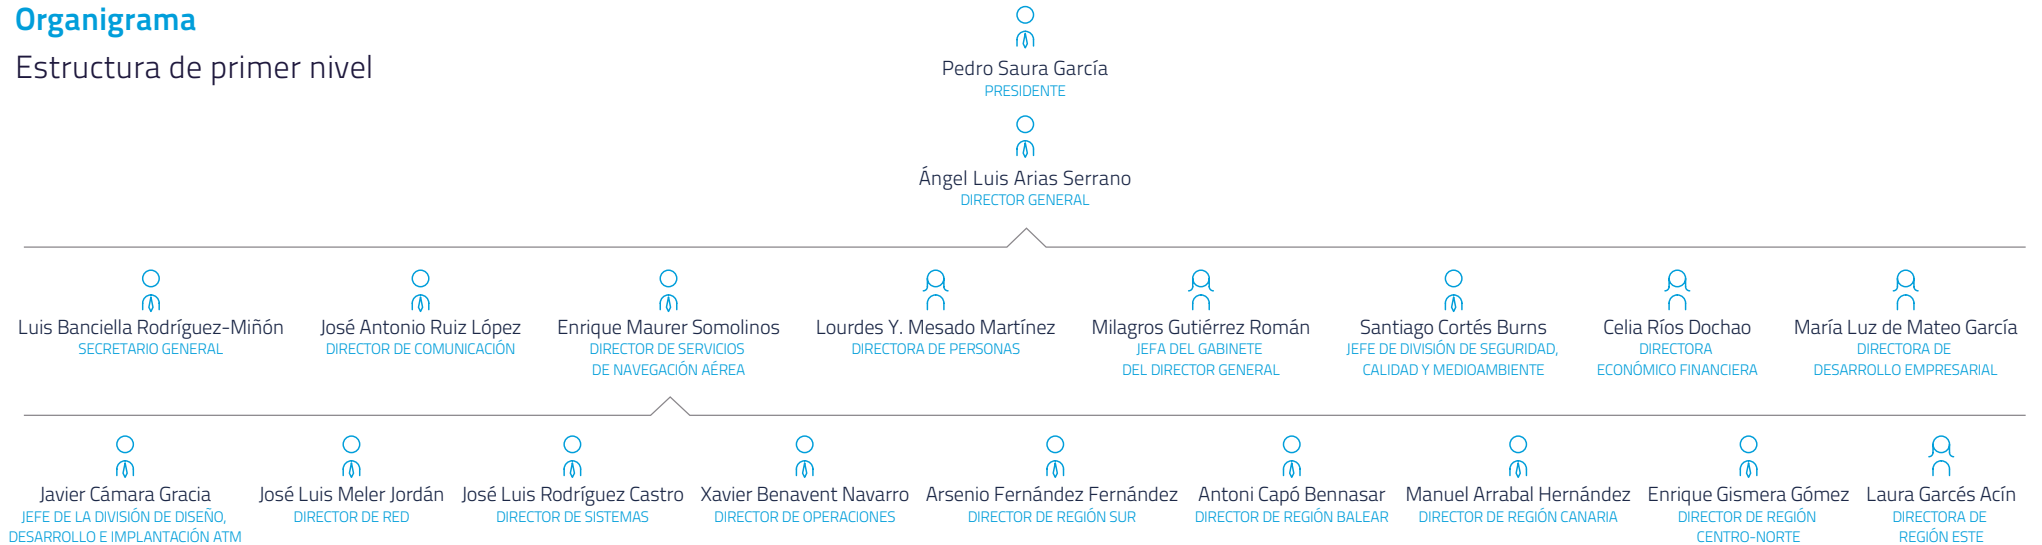 Organigrama
Estructura de primer nivel
Pedro Saura García
PRESIDENTE
Ángel Luis Arias Serrano
DIRECTOR GENERAL
Luis Banciella Rodríguez-Miñón
SECRETARIO GENERAL
José Antonio Ruiz López
DIRECTOR DE COMUNICACIÓN
Enrique Maurer Somolinos
DIRECTOR DE SERVICIOS
DE NAVEGACIÓN AÉREA
Lourdes Y. Mesado Martínez
DIRECTORA DE PERSONAS
Milagros Gutiérrez Román
JEFA DEL GABINETE
DEL DIRECTOR GENERAL
Santiago Cortés Burns
JEFE DE DIVISIÓN DE SEGURIDAD,
CALIDAD Y MEDIOAMBIENTE
Celia Ríos Dochao
DIRECTORA
ECONÓMICO FINANCIERA
María Luz de Mateo García
DIRECTORA DE
DESARROLLO EMPRESARIAL
Javier Cámara Gracia
JEFE DE LA DIVISIÓN DE DISEÑO,
DESARROLLO E IMPLANTACIÓN ATM
José Luis Meler Jordán
DIRECTOR DE RED
José Luis Rodríguez Castro
DIRECTOR DE SISTEMAS
Xavier Benavent Navarro
DIRECTOR DE OPERACIONES
Arsenio Fernández Fernández
DIRECTOR DE REGIÓN SUR
Antoni Capó Bennasar
DIRECTOR DE REGIÓN BALEAR
Manuel Arrabal Hernández
DIRECTOR DE REGIÓN CANARIA
Enrique Gismera Gómez
DIRECTOR DE REGIÓN
CENTRO-NORTE
Laura Garcés Acín
DIRECTORA DE
REGIÓN ESTE